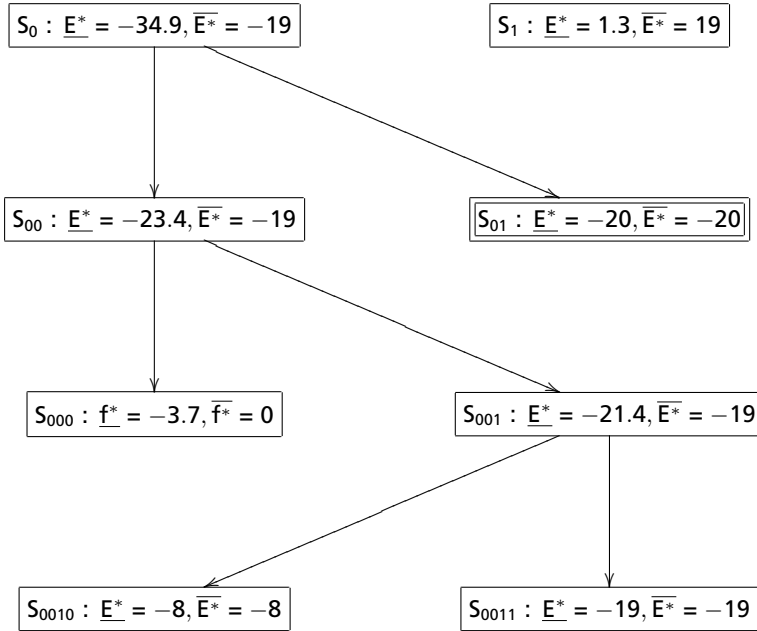 S₀ : E̲*̲ = −34.9, E̅*̅ = −19
S₁ : E̲*̲ = 1.3, E̅*̅ = 19
S₀₀ : E̲*̲ = −23.4, E̅*̅ = −19
S₀₁ : E̲*̲ = −20, E̅*̅ = −20
S₀₀₀ : f̲*̲ = −3.7, f̅*̅ = 0
S₀₀₁ : E̲*̲ = −21.4, E̅*̅ = −19
S₀₀₁₀ : E̲*̲ = −8, E̅*̅ = −8
S₀₀₁₁ : E̲*̲ = −19, E̅*̅ = −19